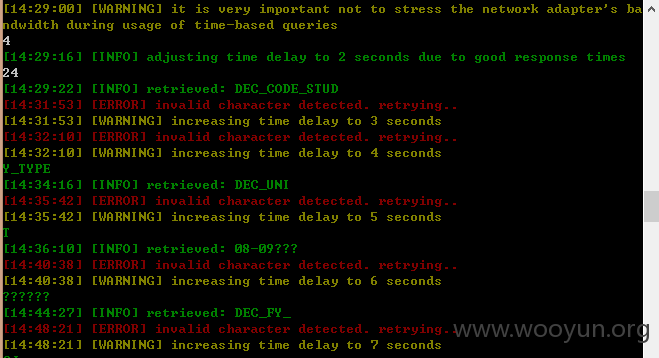 [14:29:00] [WARNING] it is very important not to stress the network adapter's ba
ndwidth during usage of time-based queries
4
[14:29:16] [INFO] adjusting time delay to 2 seconds due to good response times
24
[14:29:22] [INFO] retrieved: DEC_CODE_STUD
[14:31:53] [ERROR] invalid character detected. retrying..
[14:31:53] [WARNING] increasing time delay to 3 seconds
[14:32:10] [ERROR] invalid character detected. retrying..
[14:32:10] [WARNING] increasing time delay to 4 seconds
Y_TYPE
[14:34:16] [INFO] retrieved: DEC_UNI
[14:35:42] [ERROR] invalid character detected. retrying..
[14:35:42] [WARNING] increasing time delay to 5 seconds
T
[14:36:10] [INFO] retrieved: 08-09???
[14:40:38] [ERROR] invalid character detected. retrying..
[14:40:38] [WARNING] increasing time delay to 6 seconds
??????
[14:44:27] [INFO] retrieved: DEC_FY_
[14:48:21] [ERROR] invalid character detected. retrying..
[14:48:21] [WARNING] increasing time delay to 7 seconds
www.wooyun.org